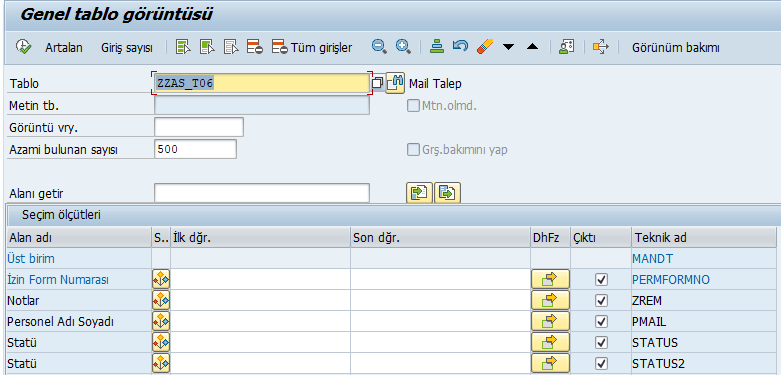 Genel tablo görüntüsü
Artalan Giriş sayısı Tüm girişler Görünüm bakımı
Tablo ZZAS_T06 Mail Talep
Metin tb. Mtn.olmd.
Görüntü vry.
Azami bulunan sayısı 500 Grş.bakımını yap
Alanı getir
Seçim ölçütleri
Alan adı S.. İlk dğr. Son dğr. DhFz Çıktı Teknik ad
Üst birim MANDT
İzin Form Numarası PERMFORMNO
Notlar ZREM
Personel Adı Soyadı PMAIL
Statü STATUS
Statü STATUS2